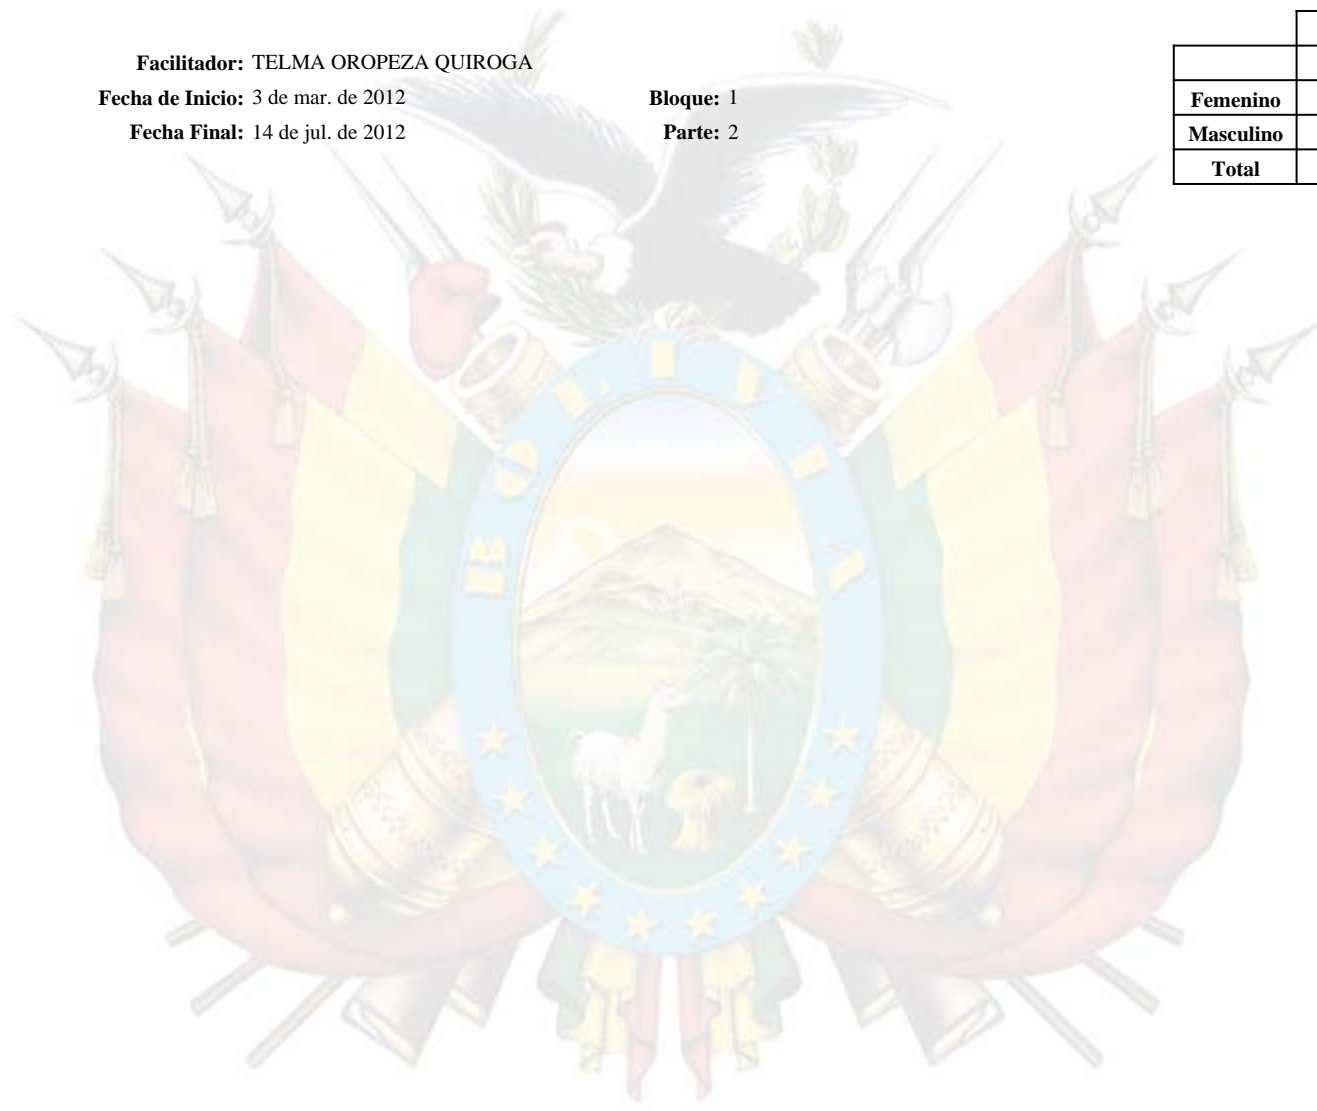 Facilitador: TELMA OROPEZA QUIROGA
Fecha de Inicio: 3 de mar. de 2012 Bloque: 1
Fecha Final: 14 de jul. de 2012 Parte: 2
Femenino
Masculino
Total
BOLIVIA